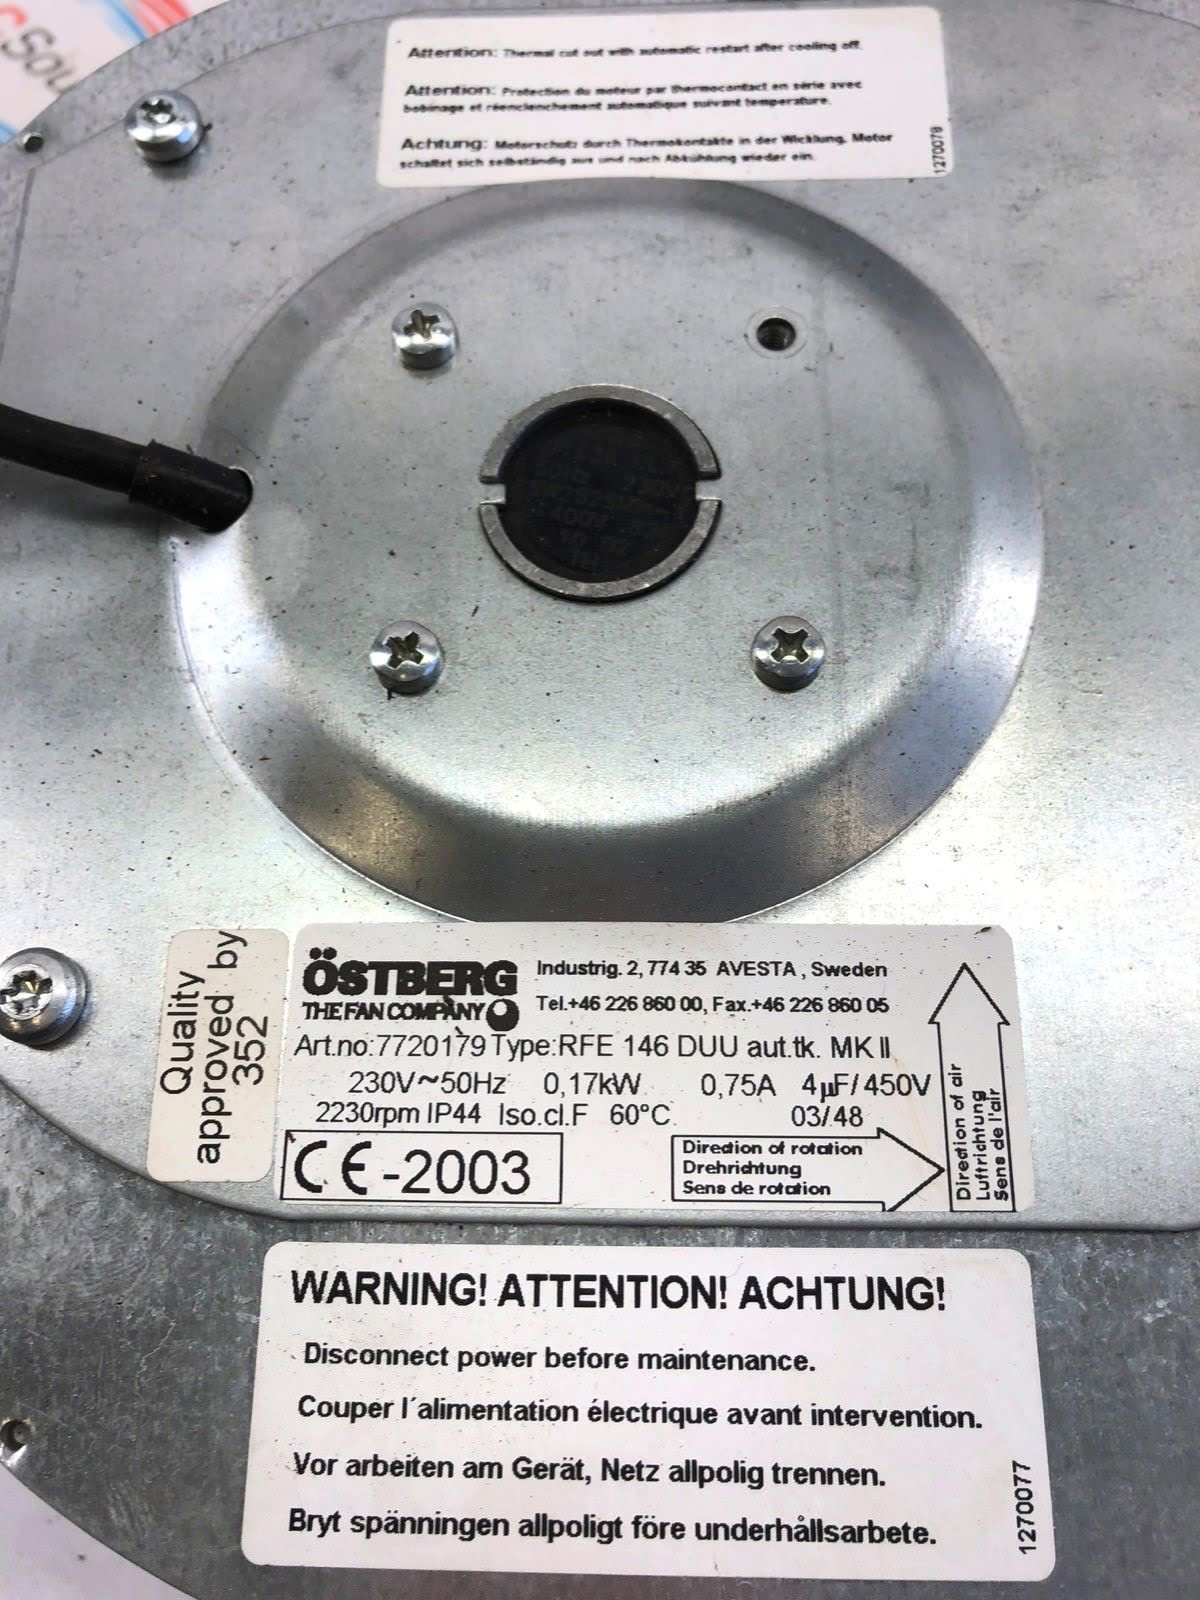 Attention: Thermal cut out with automatic restart after cooling off.
Attention: Protection du moteur par thermocontact en série avec
bobinage et réenclenchement automatique suivant temperature.
Achtung: Motorschutz durch Thermokontakte in der Wicklung. Motor
schaltet sich selbständig aus und nach Abkühlung wieder ein.
1270079
Quality
approved by
352
ÖSTBERG
THE FAN COMPANY
Industrig. 2, 774 35 AVESTA , Sweden
Tel.+46 226 860 00, Fax.+46 226 860 05
Art.no:7720179 Type:RFE 146 DUU aut.tk. MK II
230V~50Hz 0,17kW 0,75A 4µF/450V
2230rpm IP44 Iso.cl.F 60°C 03/48
CE-2003
Direction of rotation
Drehrichtung
Sens de rotation
Direction of air
Luftrichtung
Sens de l'air
WARNING! ATTENTION! ACHTUNG!
Disconnect power before maintenance.
Couper l´alimentation électrique avant intervention.
Vor arbeiten am Gerät, Netz allpolig trennen.
Bryt spänningen allpoligt före underhållsarbete.
1270077